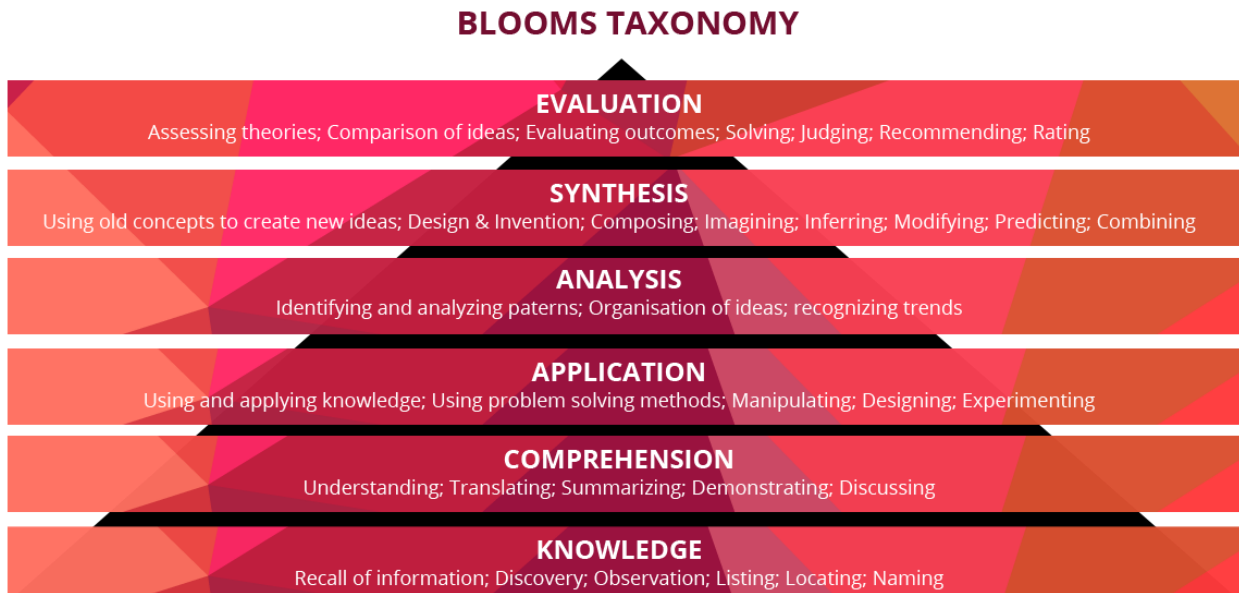 BLOOMS TAXONOMY
EVALUATION
Assessing theories; Comparison of ideas; Evaluating outcomes; Solving; Judging; Recommending; Rating
SYNTHESIS
Using old concepts to create new ideas; Design & Invention; Composing; Imagining; Inferring; Modifying; Predicting; Combining
ANALYSIS
Identifying and analyzing paterns; Organisation of ideas; recognizing trends
APPLICATION
Using and applying knowledge; Using problem solving methods; Manipulating; Designing; Experimenting
COMPREHENSION
Understanding; Translating; Summarizing; Demonstrating; Discussing
KNOWLEDGE
Recall of information; Discovery; Observation; Listing; Locating; Naming